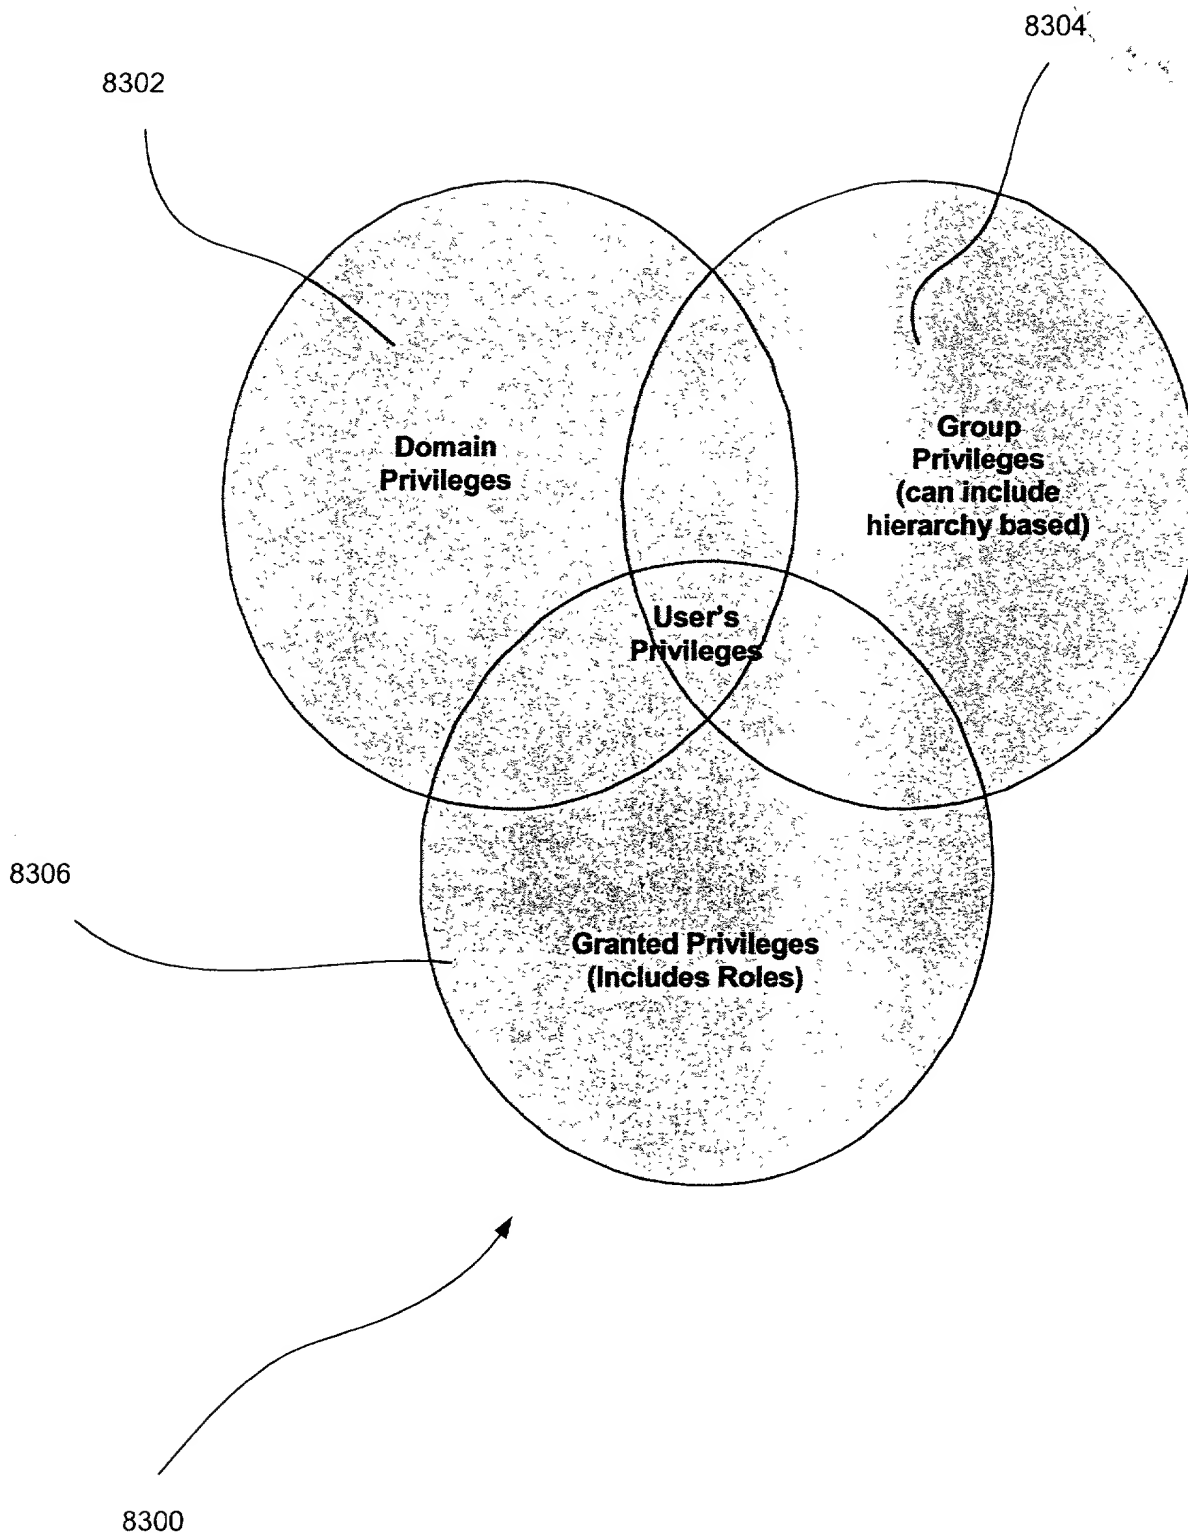 8304
8302
Domain
Privileges
Group
Privileges
(can include
hierarchy based)
User's
Privileges
8306
Granted Privileges
(Includes Roles)
8300